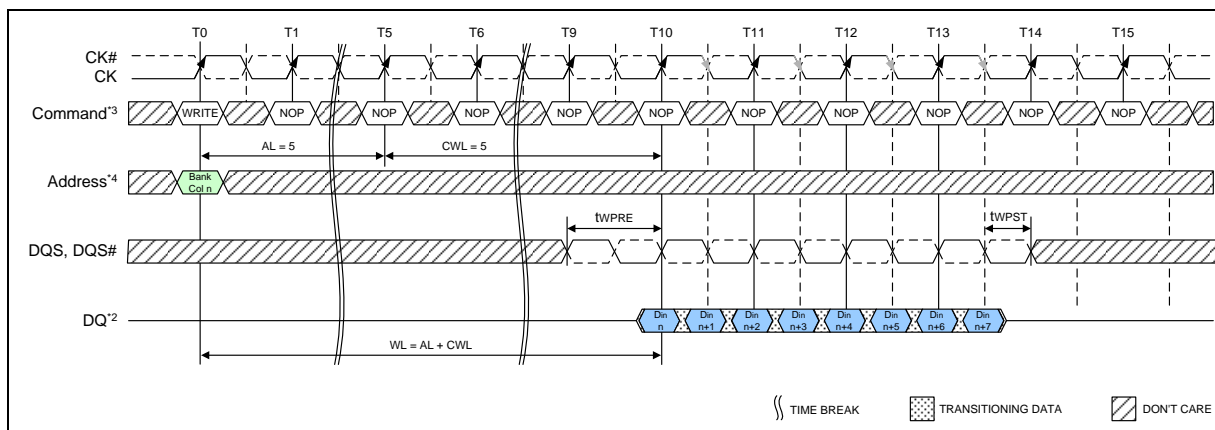 T0 T1 T5 T6 T9 T10 T11 T12 T13 T14 T15
CK#
CK
Command*3 WRITE NOP NOP NOP NOP NOP NOP NOP NOP NOP NOP
AL = 5 CWL = 5
Address*4 Bank
Col n
tWPRE tWPST
DQS, DQS#
DQ*2 Din Din Din Din Din Din Din Din
n n+1 n+2 n+3 n+4 n+5 n+6 n+7
WL = AL + CWL
TIME BREAK TRANSITIONING DATA DON'T CARE